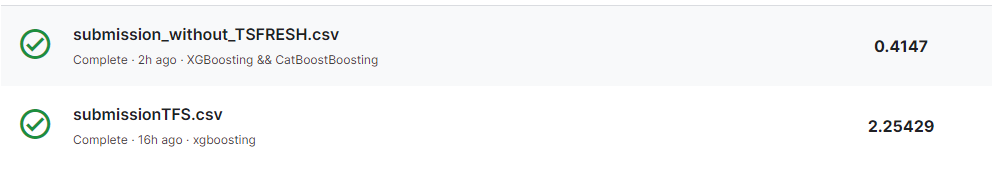 submission_without_TSFRESH.csv
Complete · 2h ago · XGBoosting && CatBoostBoosting
0.4147
submissionTFS.csv
Complete · 16h ago · xgboosting
2.25429